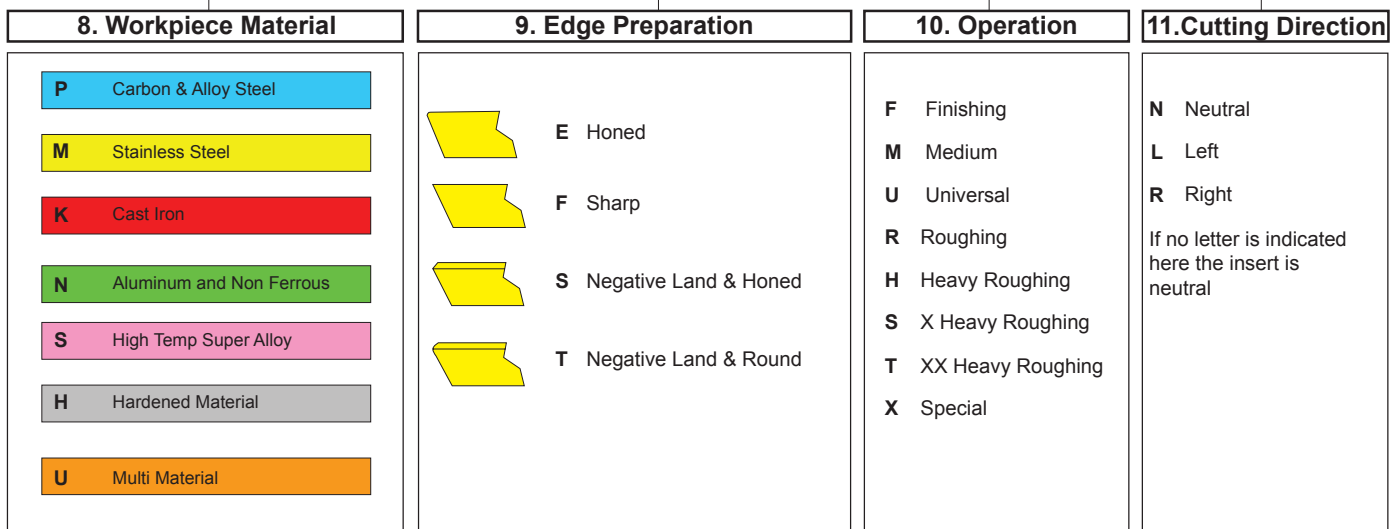 8. Workpiece Material
P Carbon & Alloy Steel
M Stainless Steel
K Cast Iron
N Aluminum and Non Ferrous
S High Temp Super Alloy
H Hardened Material
U Multi Material
9. Edge Preparation
E Honed
F Sharp
S Negative Land & Honed
T Negative Land & Round
10. Operation
F Finishing
M Medium
U Universal
R Roughing
H Heavy Roughing
S X Heavy Roughing
T XX Heavy Roughing
X Special
11.Cutting Direction
N Neutral
L Left
R Right
If no letter is indicated
here the insert is
neutral